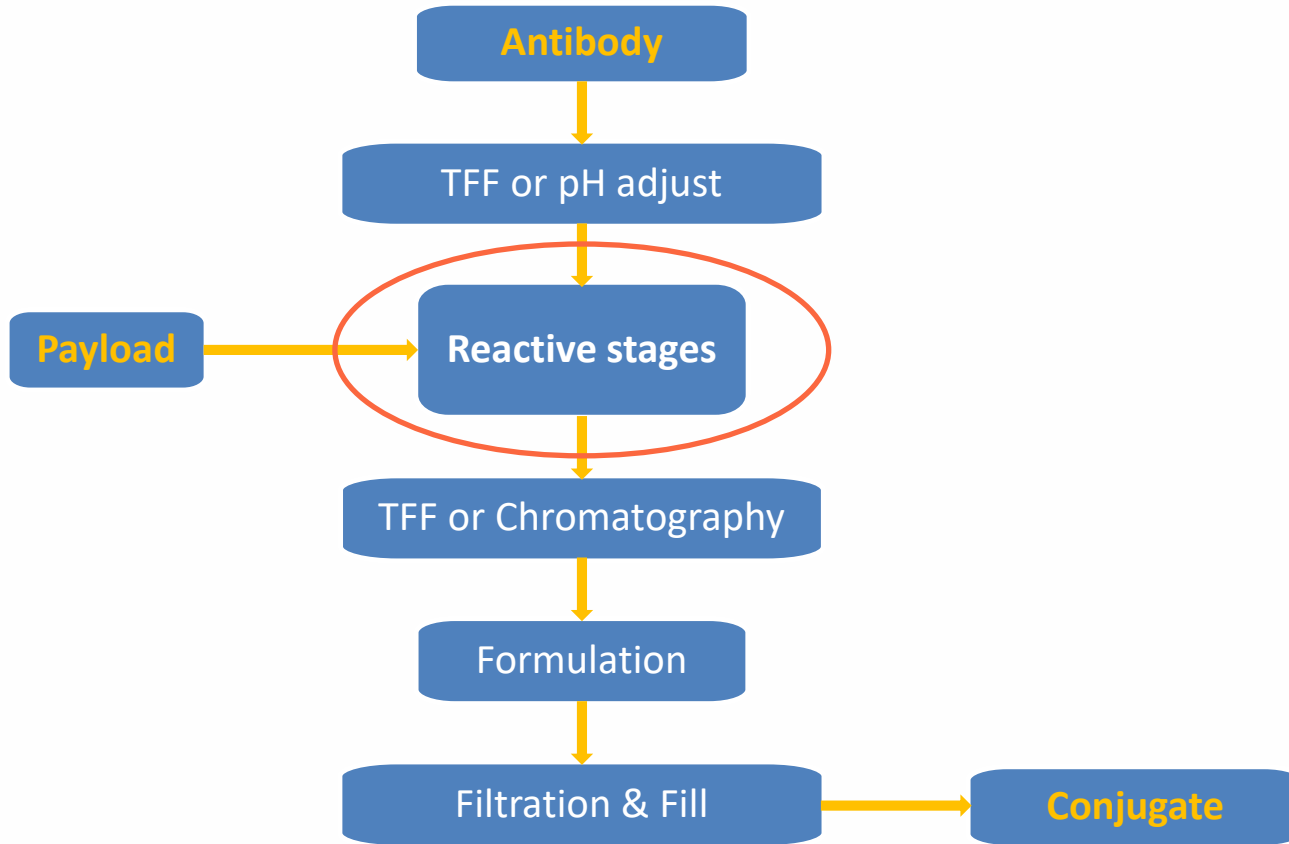 Antibody
TFF or pH adjust
Payload
Reactive stages
TFF or Chromatography
Formulation
Filtration & Fill
Conjugate